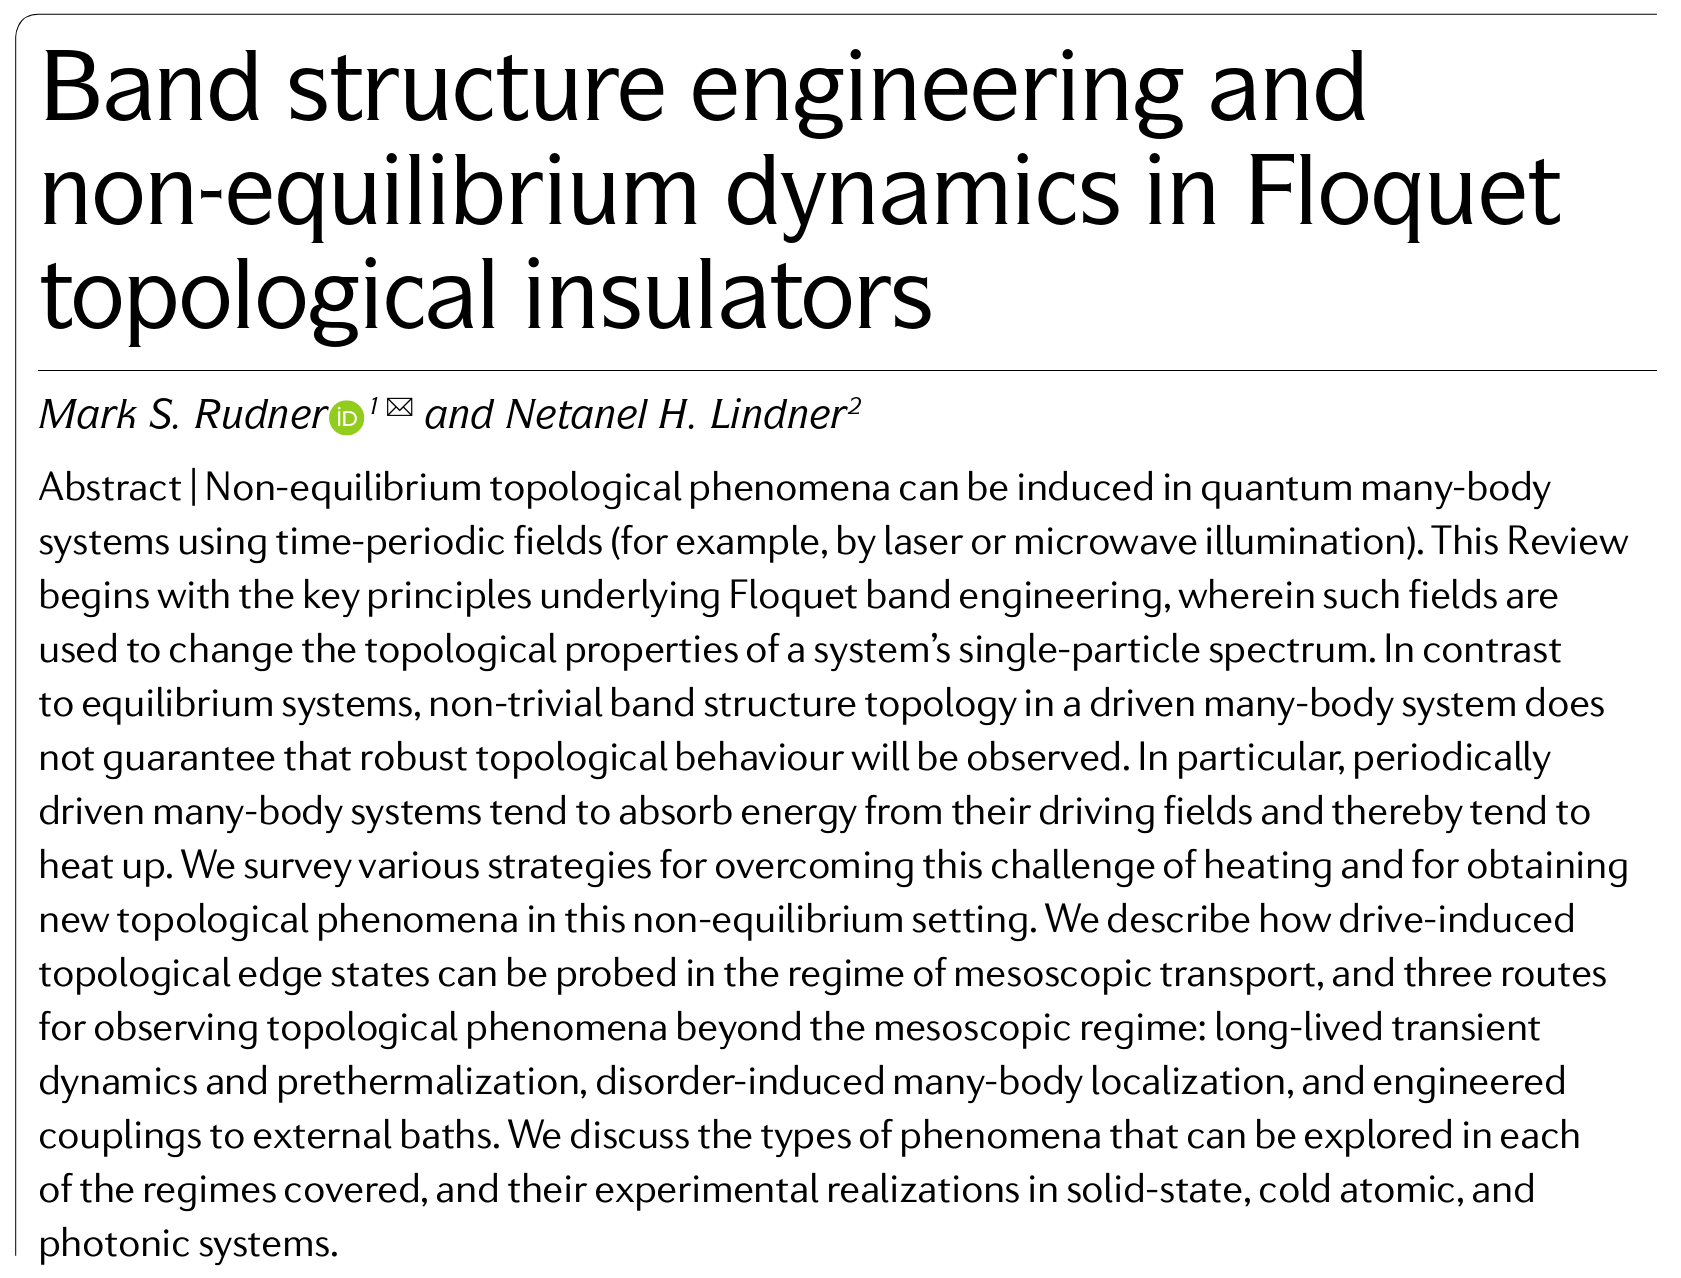 Band structure engineering and
non-equilibrium dynamics in Floquet
topological insulators
Mark S. Rudner iD 1 ✉ and Netanel H. Lindner2
Abstract | Non-equilibrium topological phenomena can be induced in quantum many-body
systems using time-periodic fields (for example, by laser or microwave illumination). This Review
begins with the key principles underlying Floquet band engineering, wherein such fields are
used to change the topological properties of a system’s single-particle spectrum. In contrast
to equilibrium systems, non-trivial band structure topology in a driven many-body system does
not guarantee that robust topological behaviour will be observed. In particular, periodically
driven many-body systems tend to absorb energy from their driving fields and thereby tend to
heat up. We survey various strategies for overcoming this challenge of heating and for obtaining
new topological phenomena in this non-equilibrium setting. We describe how drive-induced
topological edge states can be probed in the regime of mesoscopic transport, and three routes
for observing topological phenomena beyond the mesoscopic regime: long-lived transient
dynamics and prethermalization, disorder-induced many-body localization, and engineered
couplings to external baths. We discuss the types of phenomena that can be explored in each
of the regimes covered, and their experimental realizations in solid-state, cold atomic, and
photonic systems.